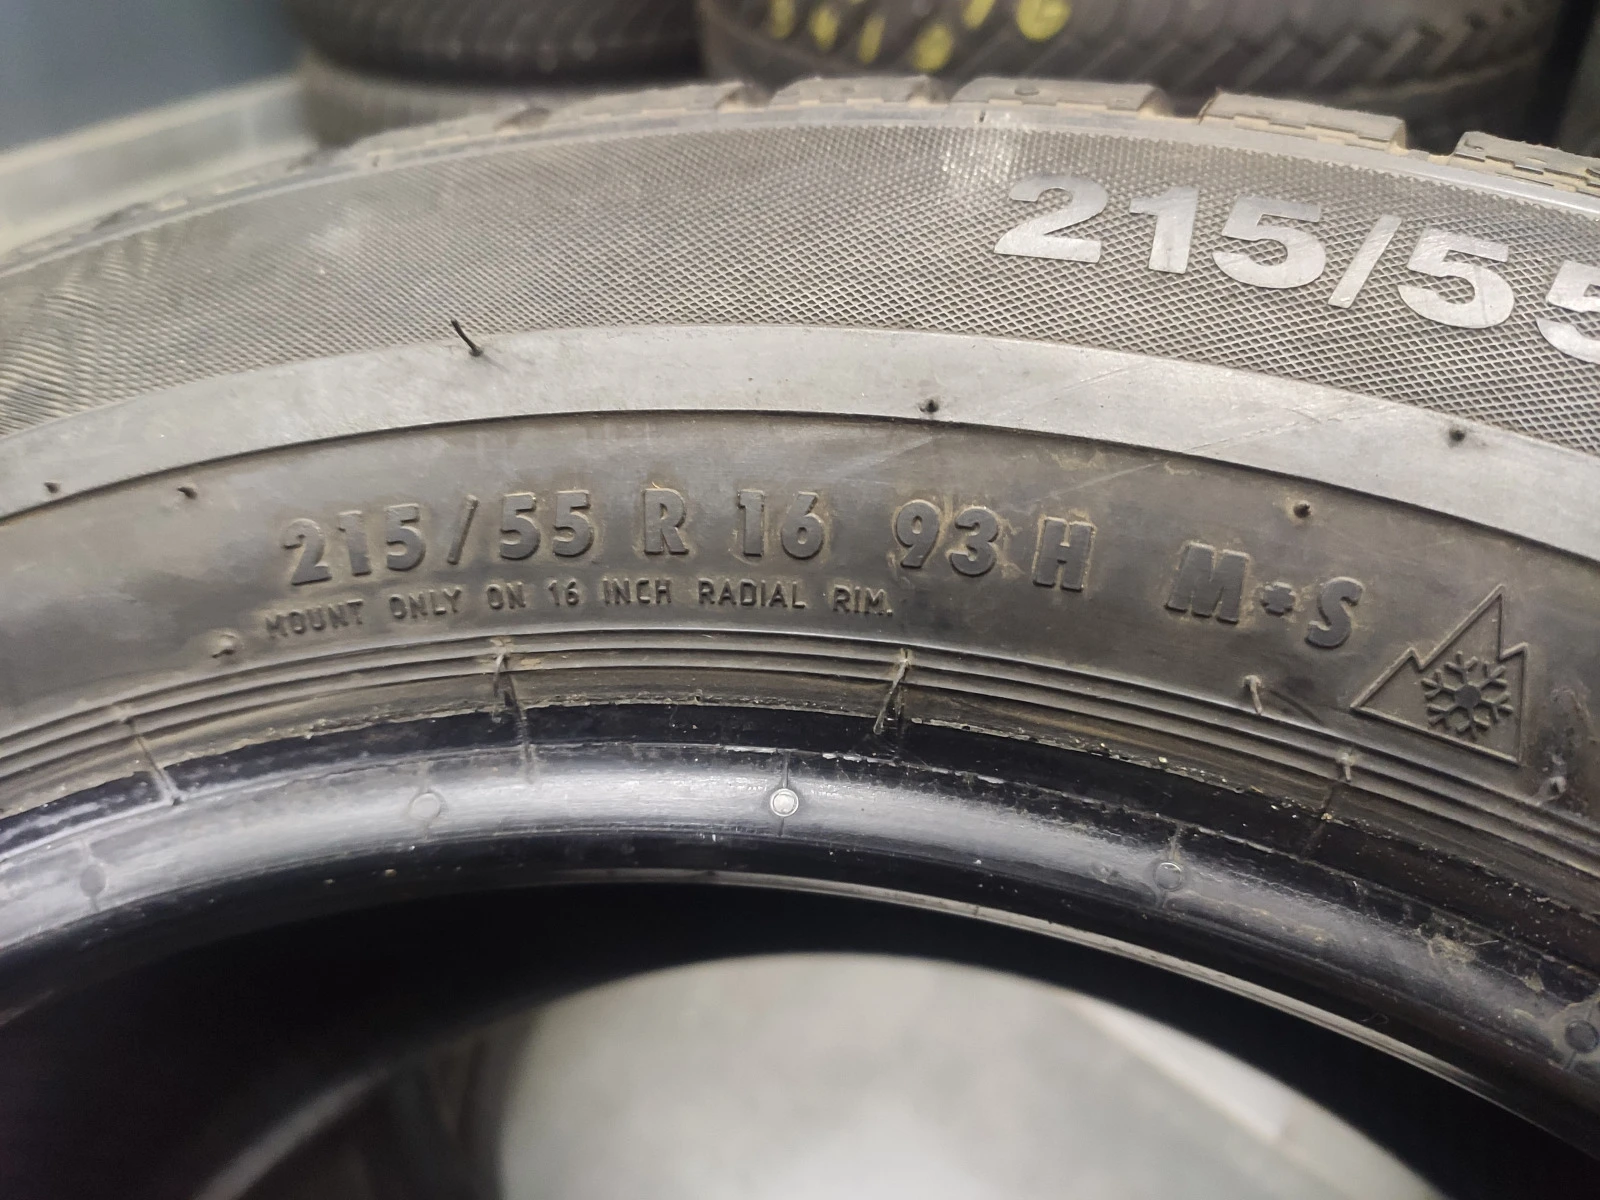 215/55
215/55 R 16 93 H M+S
MOUNT ONLY ON 16 INCH RADIAL RIM.